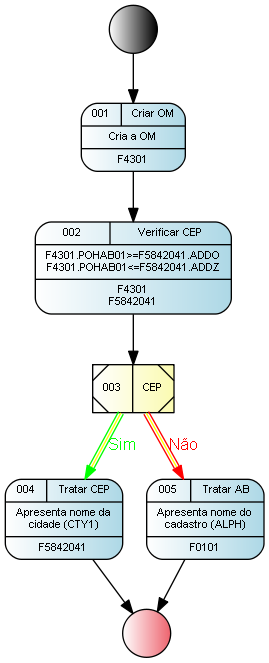 001 Criar OM
Cria a OM
F4301
002 Verificar CEP
F4301.POHAB01>=F5842041.ADDO
F4301.POHAB01<=F5842041.ADDZ
F4301
F5842041
003 CEP
Sim Não
004 Tratar CEP
Apresenta nome da
cidade (CTY1)
F5842041
005 Tratar AB
Apresenta nome do
cadastro (ALPH)
F0101